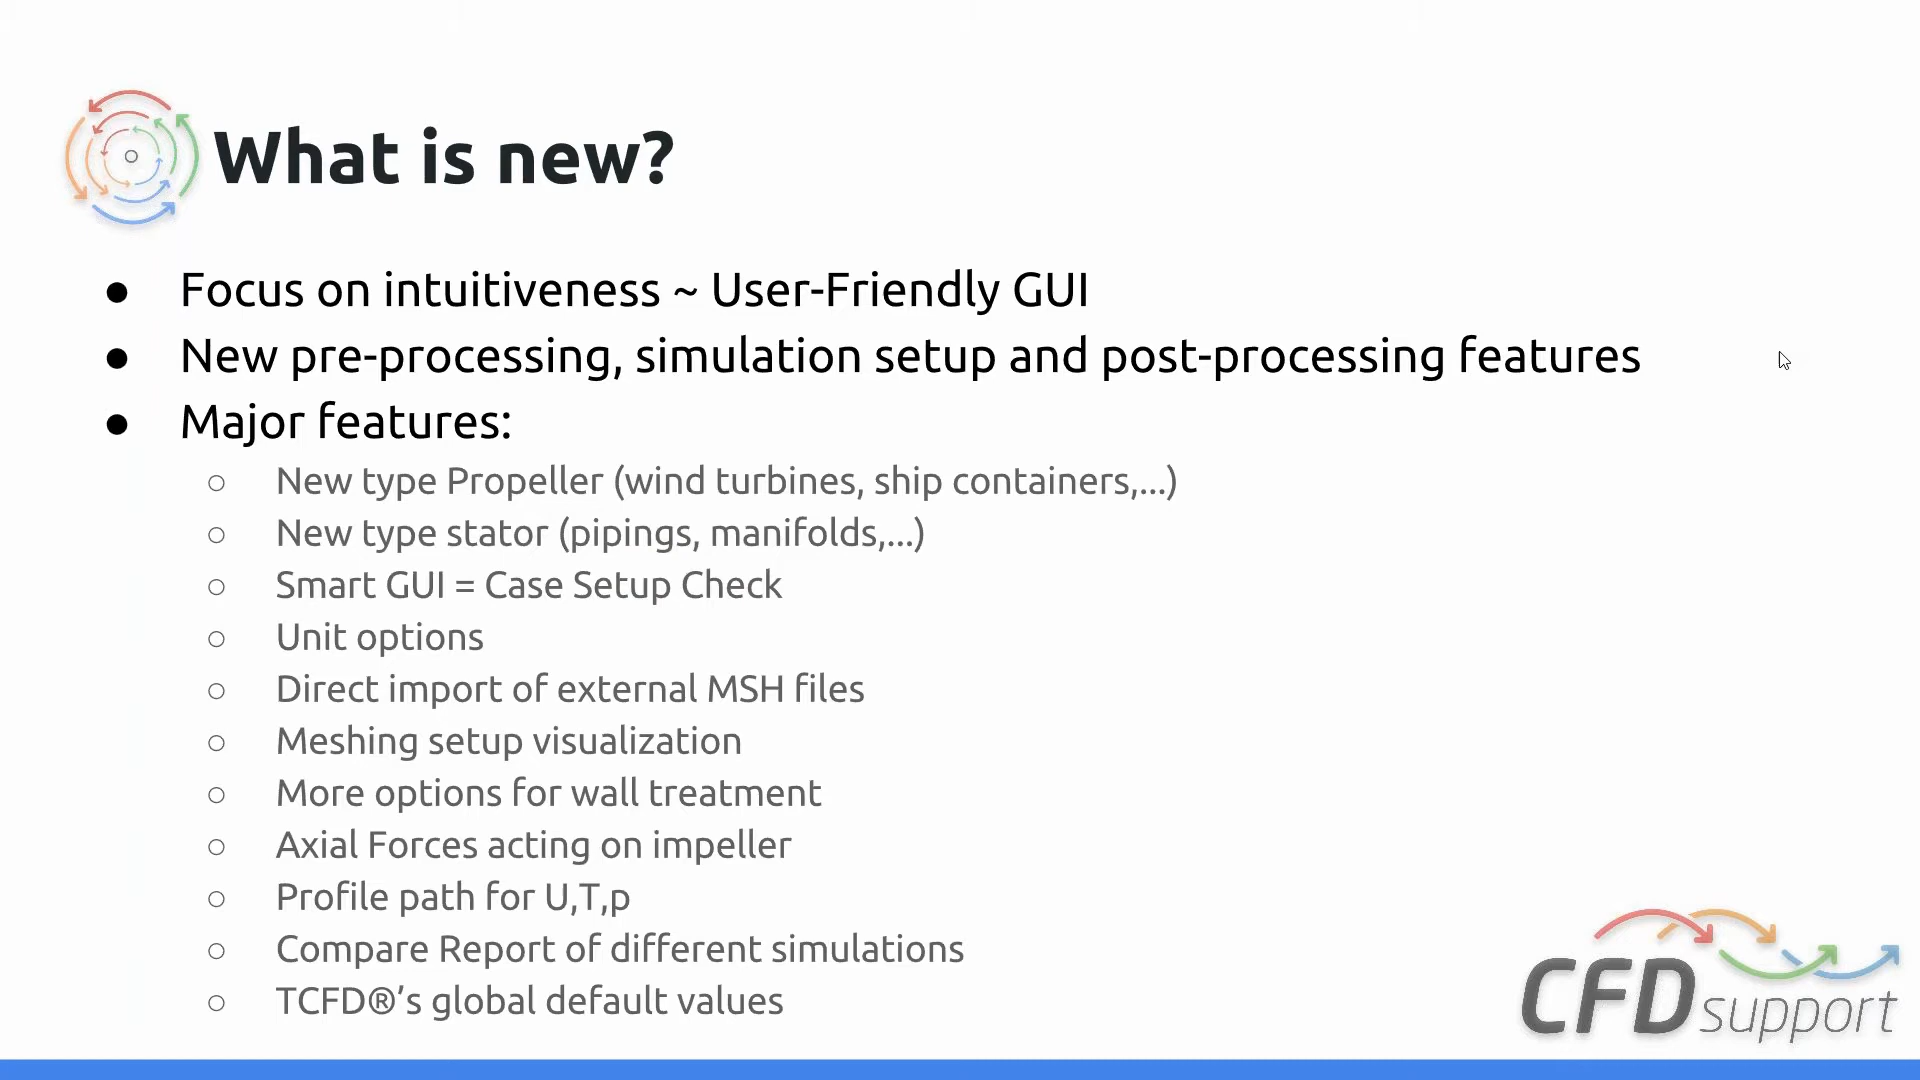 What is new?
● Focus on intuitiveness ~ User-Friendly GUI
● New pre-processing, simulation setup and post-processing features
● Major features:
○ New type Propeller (wind turbines, ship containers,...)
○ New type stator (pipings, manifolds,...)
○ Smart GUI = Case Setup Check
○ Unit options
○ Direct import of external MSH files
○ Meshing setup visualization
○ More options for wall treatment
○ Axial Forces acting on impeller
○ Profile path for U,T,p
○ Compare Report of different simulations
○ TCFD®’s global default values
CFDsupport